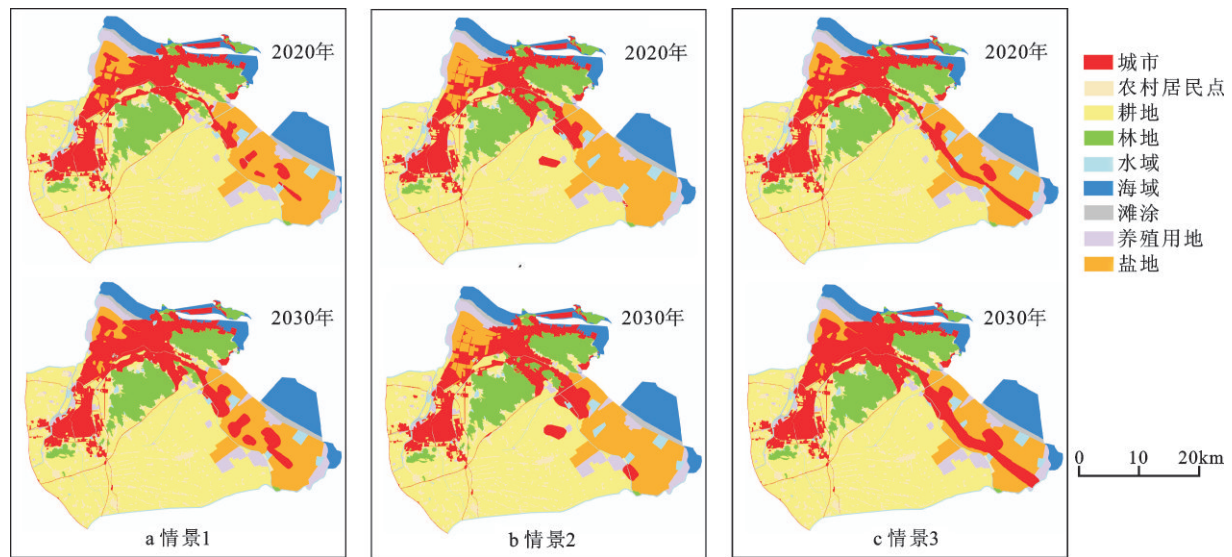 2020年
2020年
2020年
2030年
2030年
2030年
a 情景1
b 情景2
c 情景3
城市
农村居民点
耕地
林地
水域
海域
滩涂
养殖用地
盐地
0 10 20km